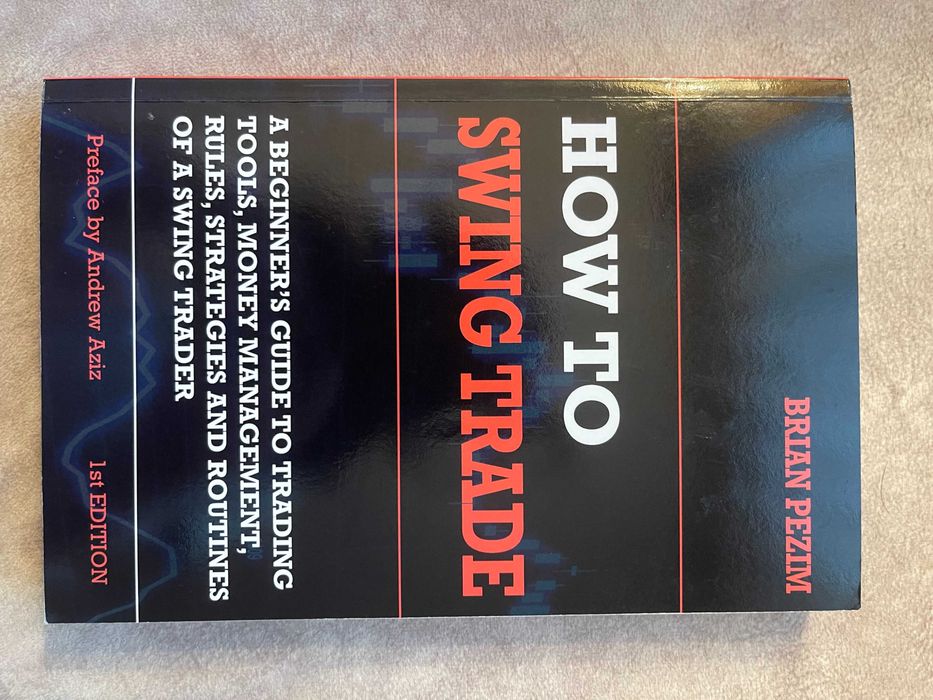 BRIAN PEZIM
HOW TO
SWING TRADE
A BEGINNER'S GUIDE TO TRADING
TOOLS, MONEY MANAGEMENT,
RULES, STRATEGIES AND ROUTINES
OF A SWING TRADER
Preface by Andrew Aziz 1st EDITION